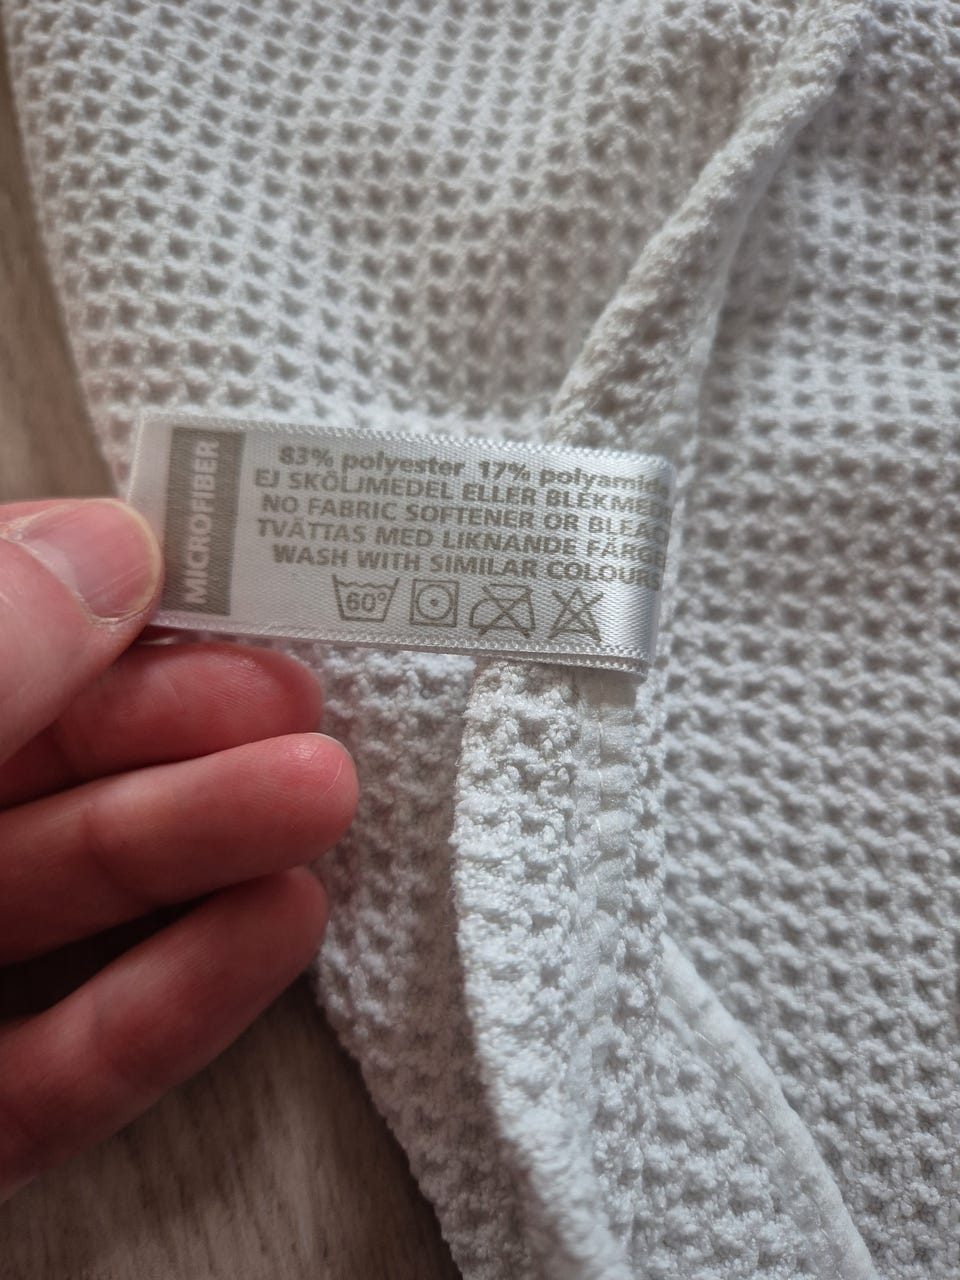 MICROFIBER
83% polyester 17% polyamide
EJ SKÖLJMEDEL ELLER
NO FABRIC SOFTENER OR
TVÄTTAS MED LIKNANDE
WASH WITH SIMILAR COLOURS
60°